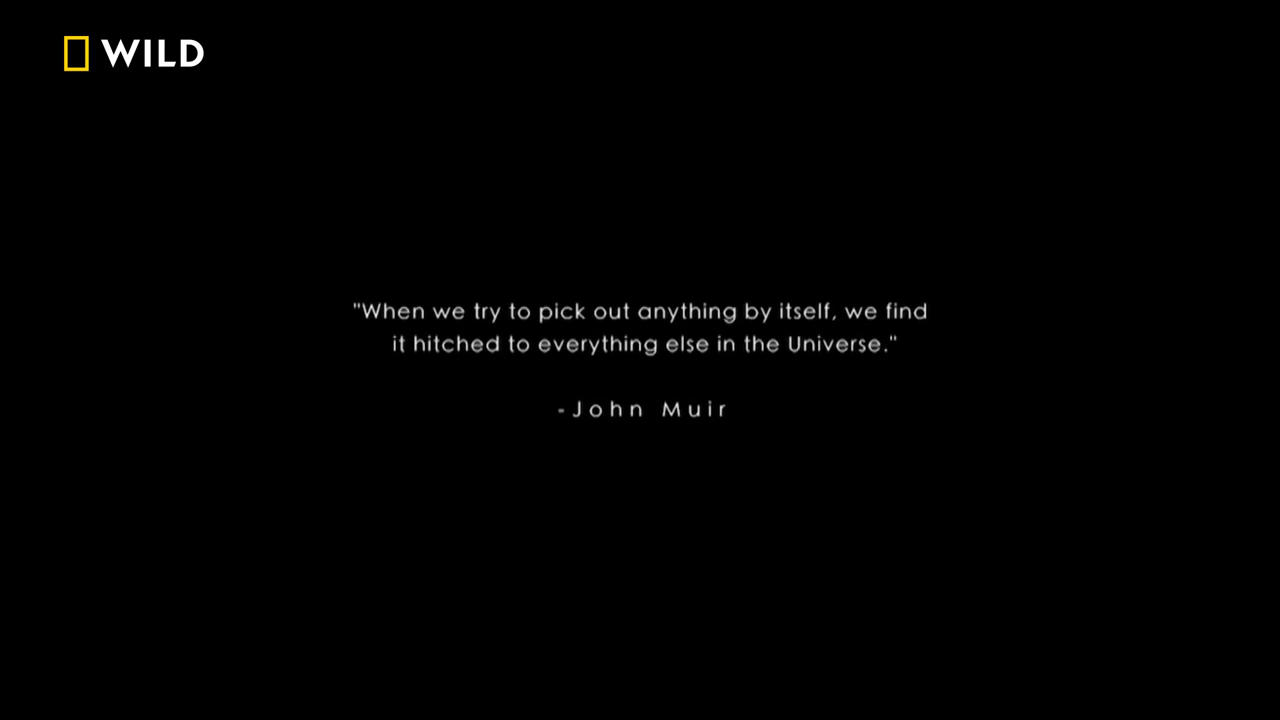 WILD
"When we try to pick out anything by itself, we find
it hitched to everything else in the Universe."
-John Muir